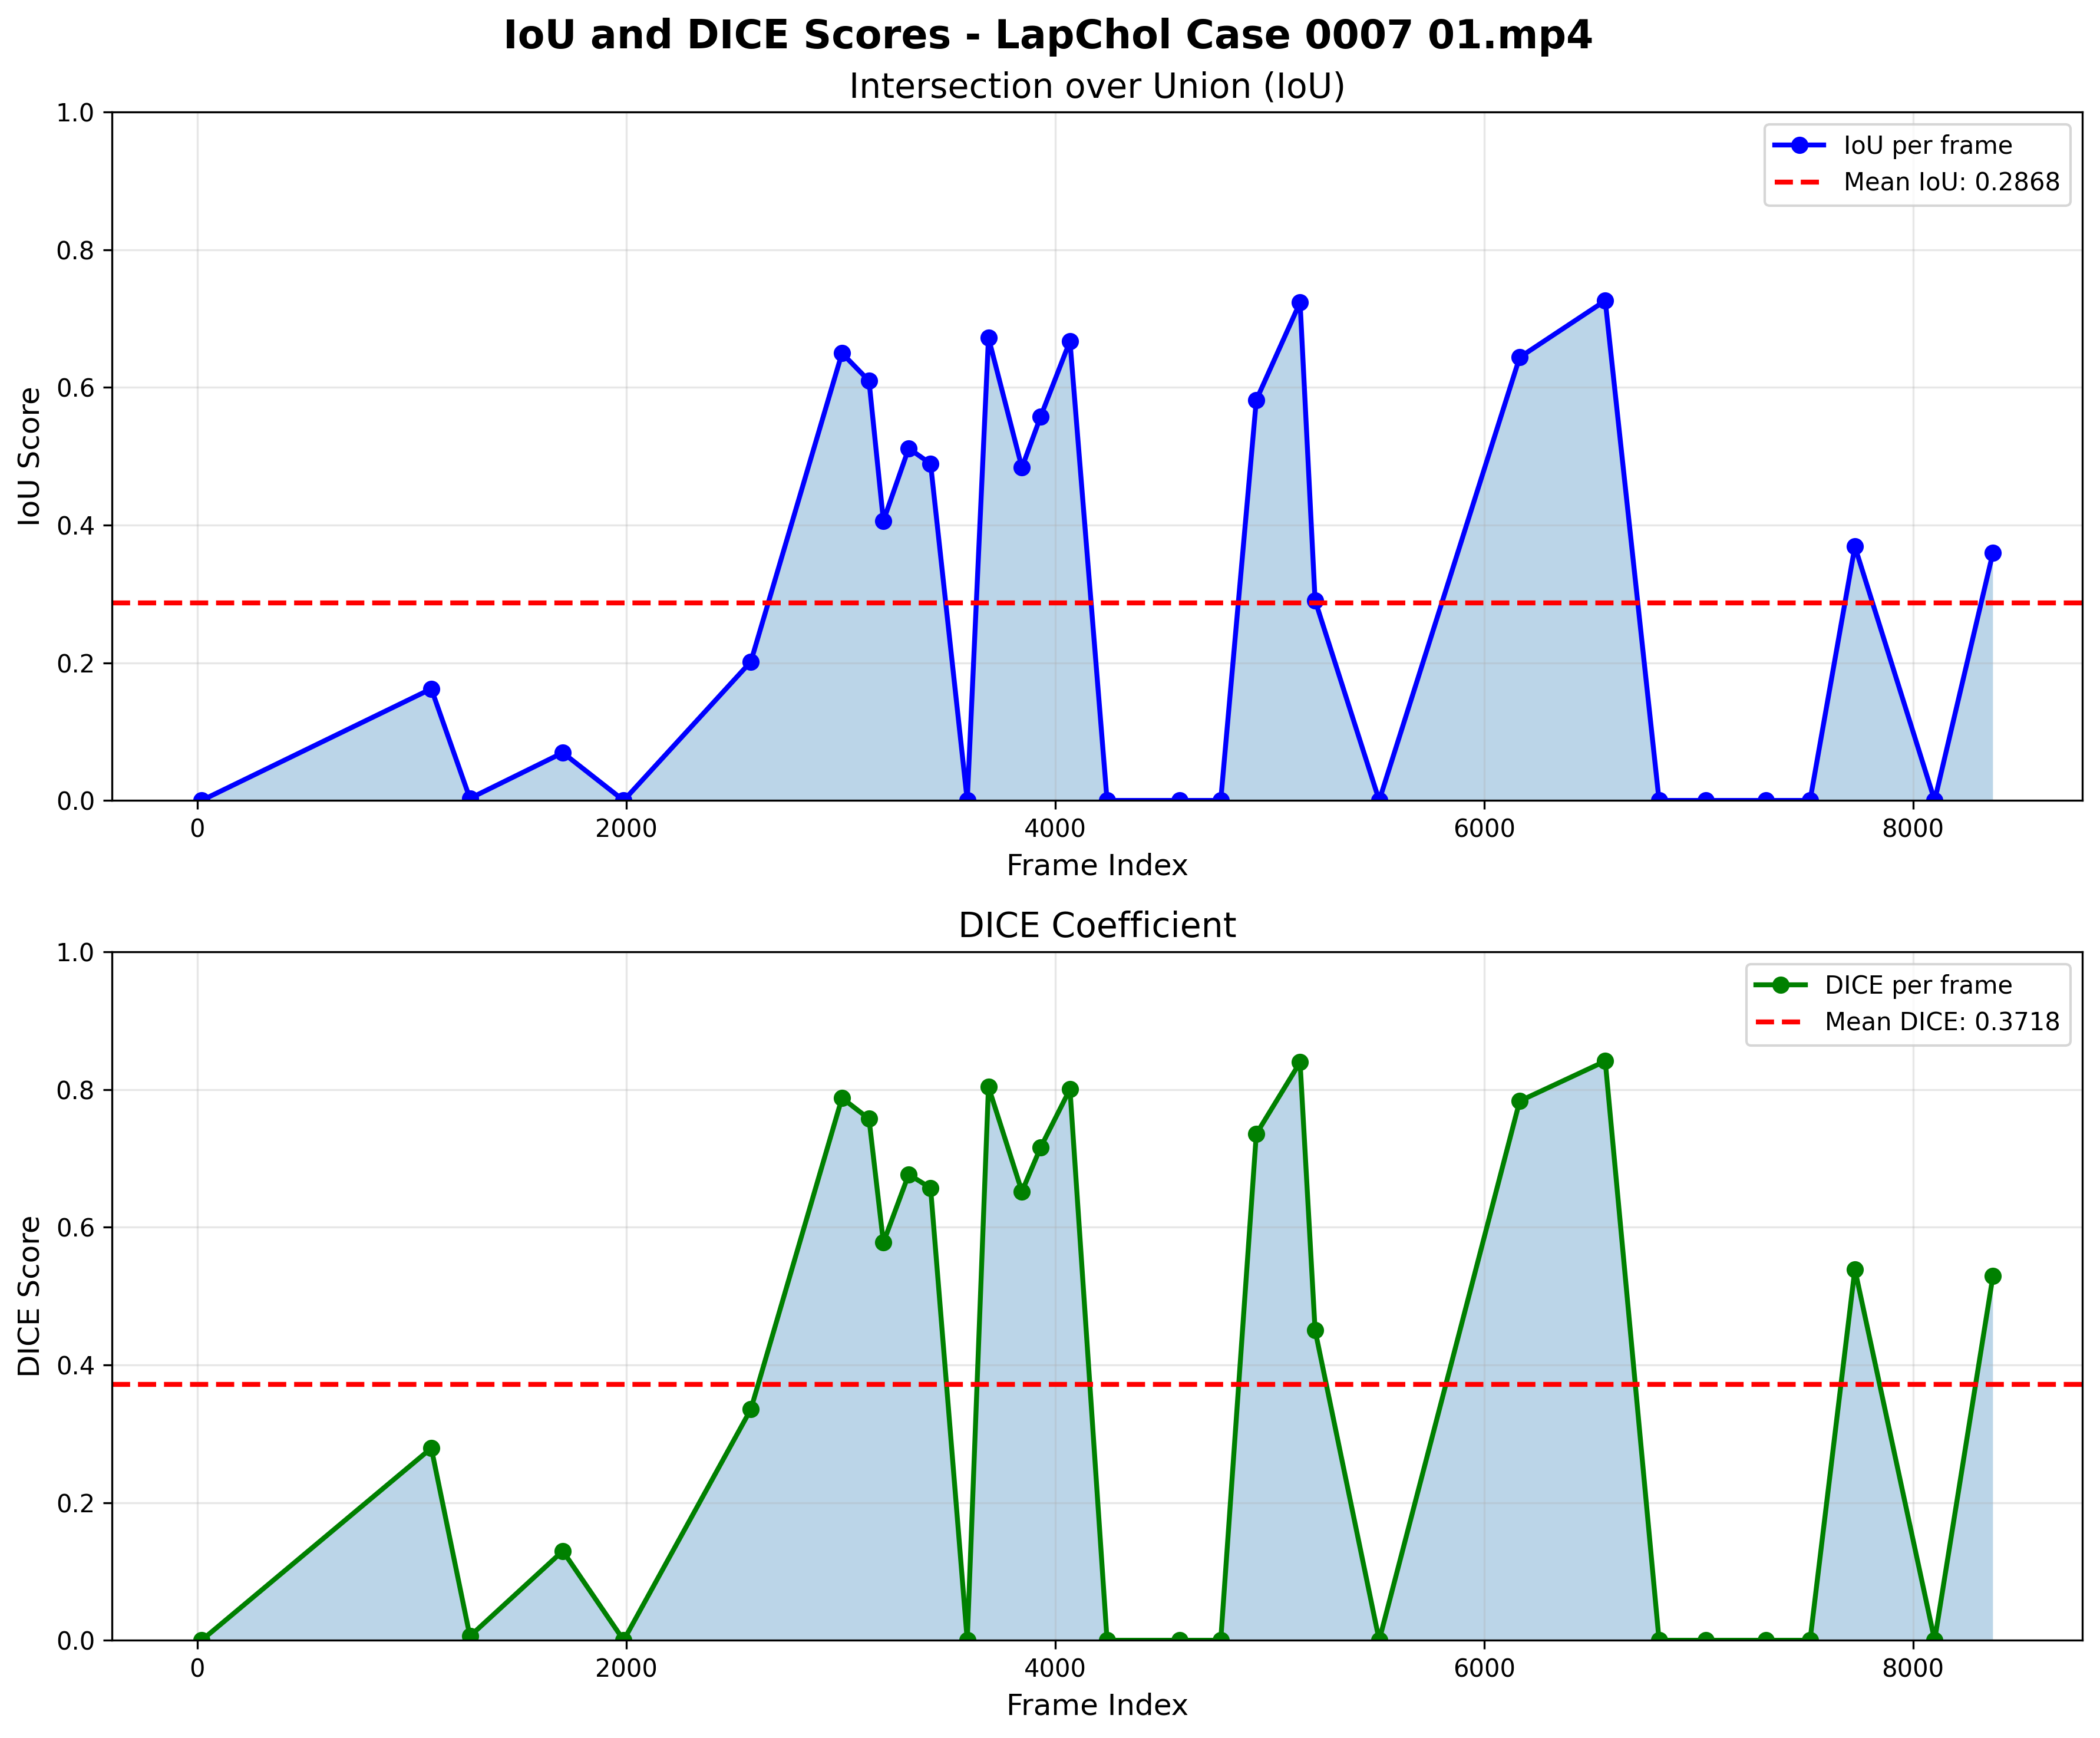 IoU and DICE Scores - LapChol Case 0007 01.mp4
Intersection over Union (IoU)
1.0
0.8
0.6
0.4
0.2
0.0
IoU Score
IoU per frame
Mean IoU: 0.2868
0 2000 4000 6000 8000
Frame Index
DICE Coefficient
1.0
0.8
0.6
0.4
0.2
0.0
DICE Score
DICE per frame
Mean DICE: 0.3718
0 2000 4000 6000 8000
Frame Index